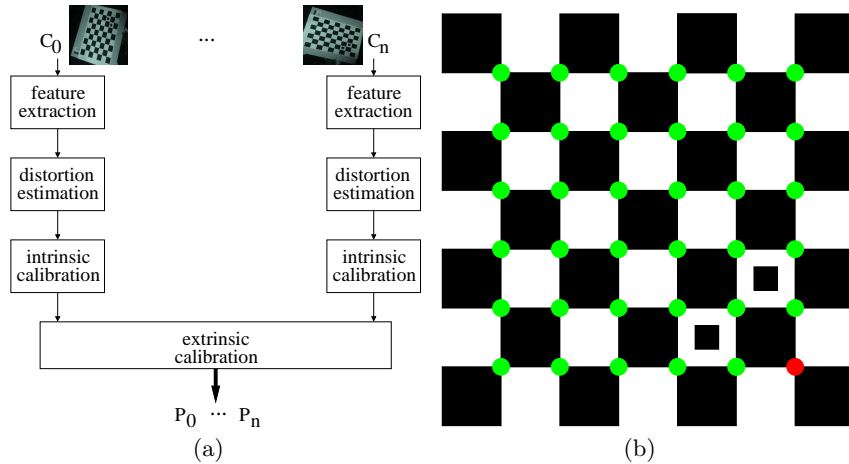 C0 ... Cn
feature
extraction
feature
extraction
distortion
estimation
distortion
estimation
intrinsic
calibration
intrinsic
calibration
extrinsic
calibration
P0 ... Pn
(a)
(b)